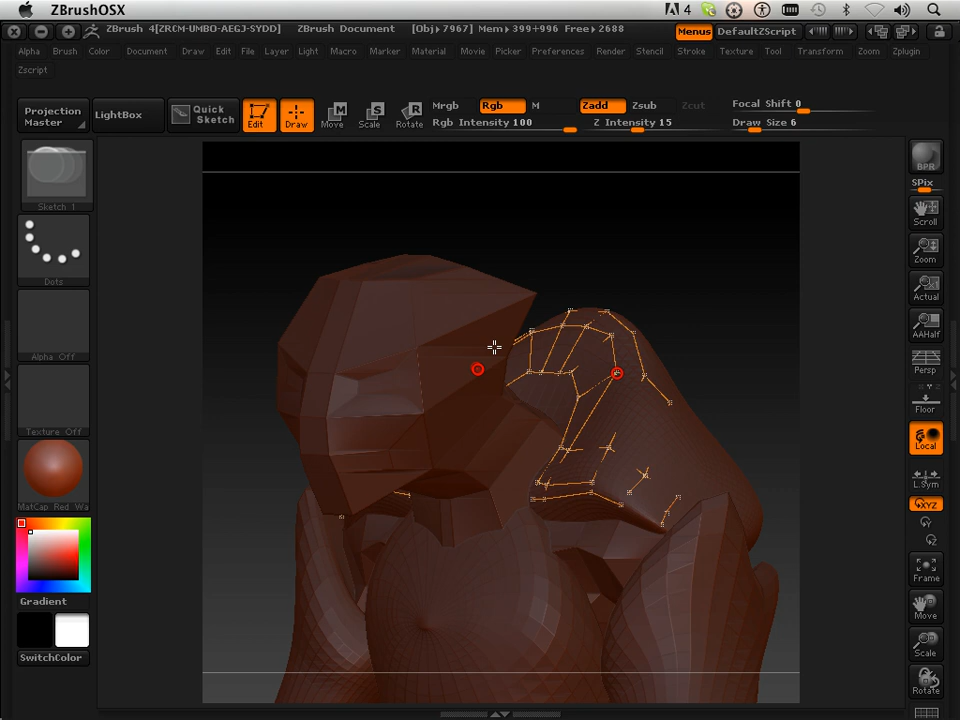 ZBrushOSX
4
ZBrush 4[ZRCM-UMBO-AEGJ-SYDD] ZBrush Document [Obj▸7967] Mem▸399+996 Free▸2688 Menus DefaultZScript
Alpha Brush Color Document Draw Edit File Layer Light Macro Marker Material Movie Picker Preferences Render Stencil Stroke Texture Tool Transform Zoom Zplugin
Zscript
Projection Master
LightBox
Quick Sketch
Edit
Draw
Move
Scale
Rotate
Mrgb Rgb M Zadd Zsub Zcut Focal Shift 0
Rgb Intensity 100 Z Intensity 15 Draw Size 6
Sketch 1
Dots
Alpha Off
Texture Off
MatCap Red Wa
Gradient
SwitchColor
BPR
SPix
Scroll
Zoom
Actual
AAHalf
Persp
Floor
Local
L.Sym
XYZ
Y
Z
Frame
Move
Scale
Rotate